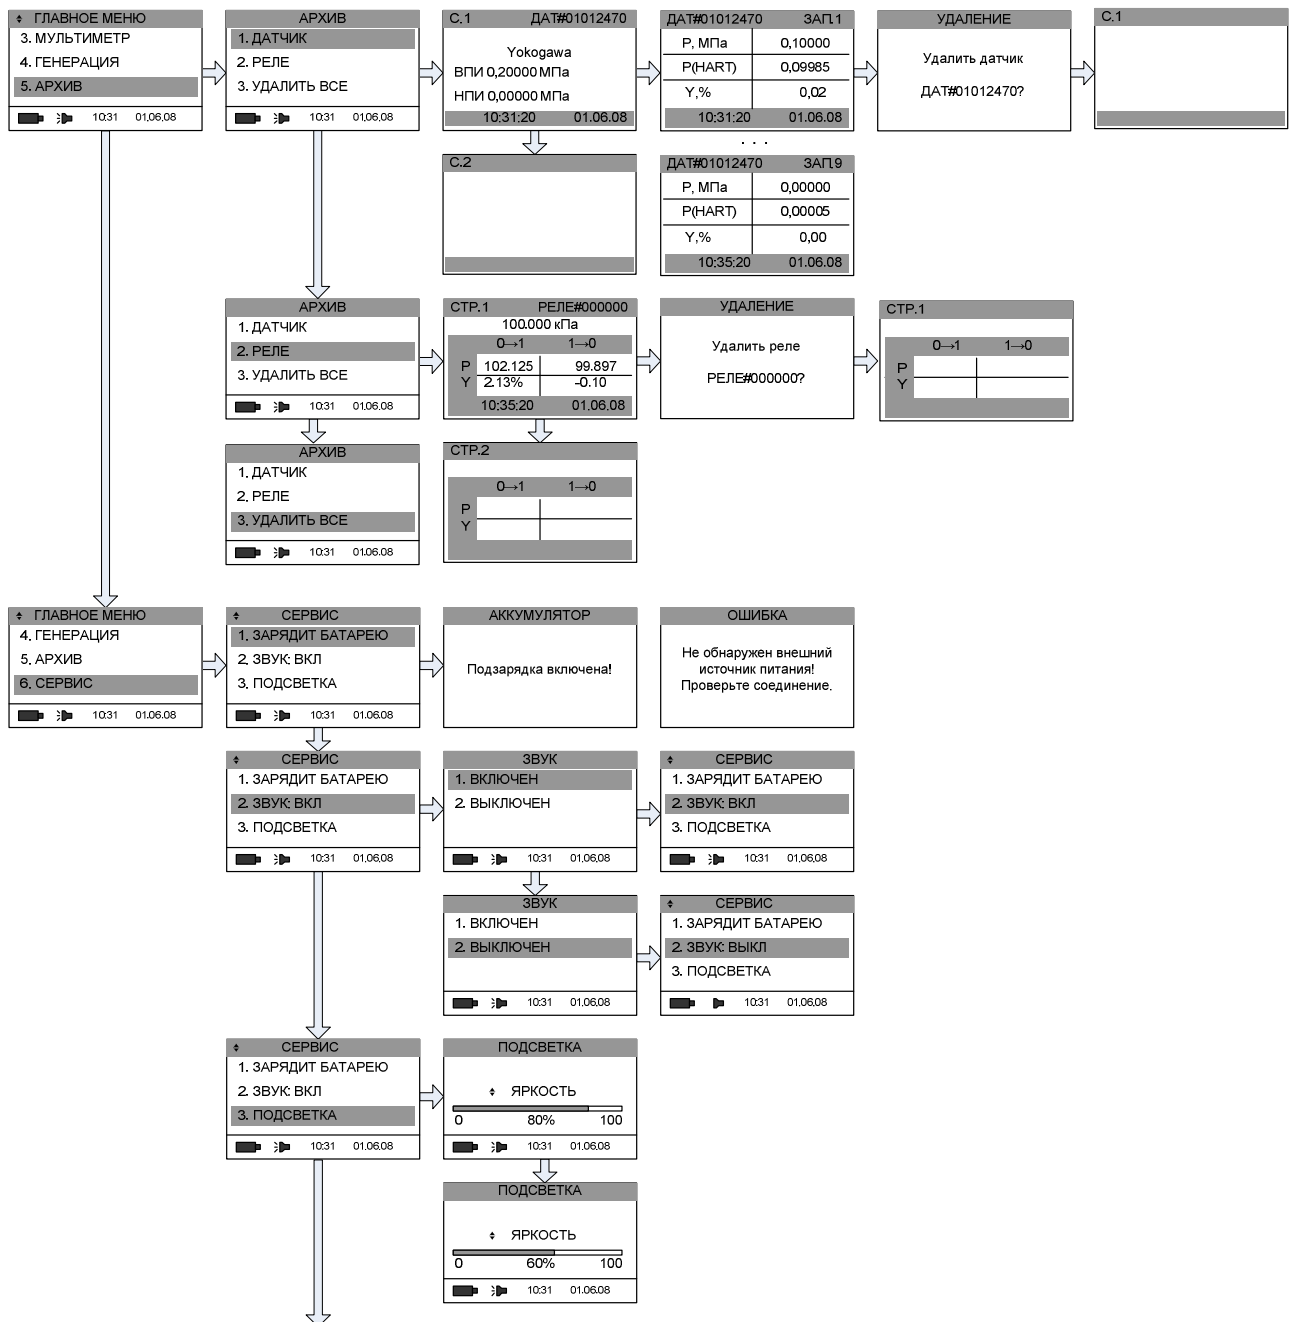 ГЛАВНОЕ МЕНЮ
3. МУЛЬТИМЕТР
4. ГЕНЕРАЦИЯ
5. АРХИВ
10:31 01.06.08
АРХИВ
1. ДАТЧИК
2. РЕЛЕ
3. УДАЛИТЬ ВСЕ
10:31 01.06.08
С.1 ДАТ#01012470
Yokogawa
ВПИ 0,20000 МПа
НПИ 0,00000 МПа
10:31:20 01.06.08
ДАТ#01012470 ЗАП.1
P, МПа 0,10000
P(HART) 0,09985
Y,% 0,02
10:31:20 01.06.08
УДАЛЕНИЕ
Удалить датчик
ДАТ#01012470?
С.1
С.2
. . .
ДАТ#01012470 ЗАП.9
P, МПа 0,00000
P(HART) 0,00005
Y,% 0,00
10:35:20 01.06.08
АРХИВ
1. ДАТЧИК
2. РЕЛЕ
3. УДАЛИТЬ ВСЕ
10:31 01.06.08
СТР.1 РЕЛЕ#000000
100.000 кПа
0→1 1→0
P 102.125 99.897
Y 2.13% -0.10
10:35:20 01.06.08
УДАЛЕНИЕ
Удалить реле
РЕЛЕ#000000?
СТР.1
0→1 1→0
P
Y
АРХИВ
1. ДАТЧИК
2. РЕЛЕ
3. УДАЛИТЬ ВСЕ
10:31 01.06.08
СТР.2
0→1 1→0
P
Y
ГЛАВНОЕ МЕНЮ
4. ГЕНЕРАЦИЯ
5. АРХИВ
6. СЕРВИС
10:31 01.06.08
СЕРВИС
1. ЗАРЯДИТ БАТАРЕЮ
2. ЗВУК: ВКЛ
3. ПОДСВЕТКА
10:31 01.06.08
АККУМУЛЯТОР
Подзарядка включена!
ОШИБКА
Не обнаружен внешний
источник питания!
Проверьте соединение.
СЕРВИС
1. ЗАРЯДИТ БАТАРЕЮ
2. ЗВУК: ВКЛ
3. ПОДСВЕТКА
10:31 01.06.08
ЗВУК
1. ВКЛЮЧЕН
2. ВЫКЛЮЧЕН
10:31 01.06.08
СЕРВИС
1. ЗАРЯДИТ БАТАРЕЮ
2. ЗВУК: ВКЛ
3. ПОДСВЕТКА
10:31 01.06.08
ЗВУК
1. ВКЛЮЧЕН
2. ВЫКЛЮЧЕН
10:31 01.06.08
СЕРВИС
1. ЗАРЯДИТ БАТАРЕЮ
2. ЗВУК: ВЫКЛ
3. ПОДСВЕТКА
10:31 01.06.08
СЕРВИС
1. ЗАРЯДИТ БАТАРЕЮ
2. ЗВУК: ВКЛ
3. ПОДСВЕТКА
10:31 01.06.08
ПОДСВЕТКА
ЯРКОСТЬ
0 80% 100
10:31 01.06.08
ПОДСВЕТКА
ЯРКОСТЬ
0 60% 100
10:31 01.06.08